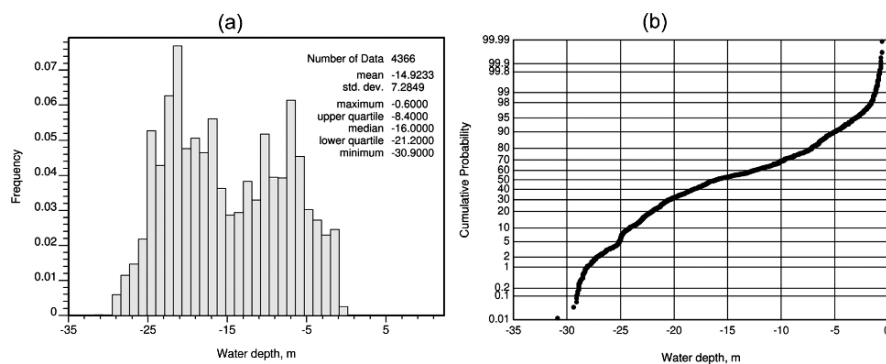 (a)
Number of Data 4366
mean -14.9233
std. dev. 7.2849
maximum -0.6000
upper quartile -8.4000
median -16.0000
lower quartile -21.2000
minimum -30.9000
Frequency
0.07
0.06
0.05
0.04
0.03
0.02
0.01
0
-35 -25 -15 -5 5
Water depth, m
(b)
Cumulative Probability
99.99
99.9
99.8
99
98
95
90
80
70
60
50
40
30
20
10
5
2
1
0.2
0.1
0.01
-35 -30 -25 -20 -15 -10 -5 0
Water depth, m